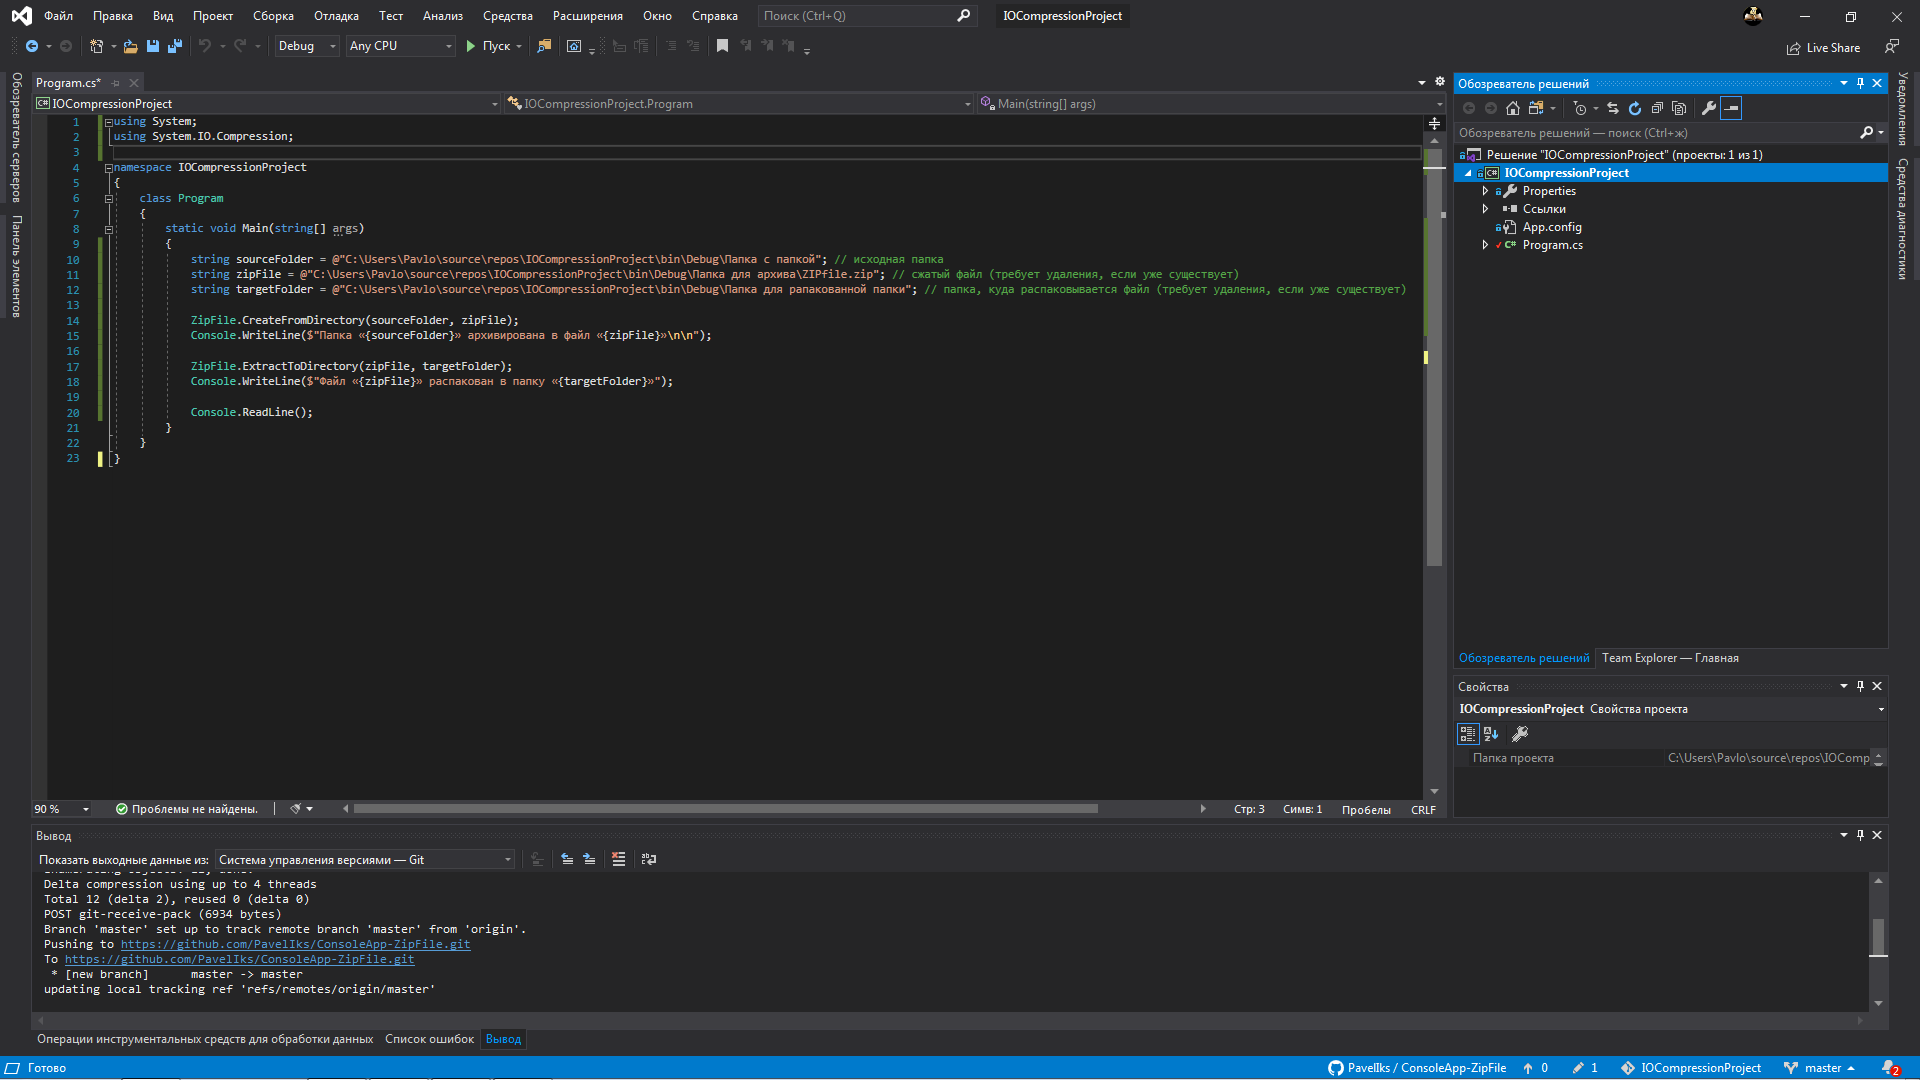 Файл Правка Вид Проект Сборка Отладка Тест Анализ Средства Расширения Окно Справка Поиск (Ctrl+Q) IOCompressionProject
Debug Any CPU Пуск Live Share
Обозреватель серверов
Панель элементов
Program.cs*
IOCompressionProject IOCompressionProject.Program Main(string[] args)
1 using System;
2 using System.IO.Compression;
3
4 namespace IOCompressionProject
5 {
6 class Program
7 {
8 static void Main(string[] args)
9 {
10 string sourceFolder = @"C:\Users\Pavlo\source\repos\IOCompressionProject\bin\Debug\Папка с папкой"; // исходная папка
11 string zipFile = @"C:\Users\Pavlo\source\repos\IOCompressionProject\bin\Debug\Папка для архива\ZIPfile.zip"; // сжатый файл (требует удаления, если уже существует)
12 string targetFolder = @"C:\Users\Pavlo\source\repos\IOCompressionProject\bin\Debug\Папка для рапакованной папки"; // папка, куда распаковывается файл (требует удаления, если уже существует)
13
14 ZipFile.CreateFromDirectory(sourceFolder, zipFile);
15 Console.WriteLine($"Папка «{sourceFolder}» архивирована в файл «{zipFile}»\n\n");
16
17 ZipFile.ExtractToDirectory(zipFile, targetFolder);
18 Console.WriteLine($"Файл «{zipFile}» распакован в папку «{targetFolder}»");
19
20 Console.ReadLine();
21 }
22 }
23 }
90 % Проблемы не найдены. Стр: 3 Симв: 1 Пробелы CRLF
Обозреватель решений
Обозреватель решений — поиск (Ctrl+ж)
Решение "IOCompressionProject" (проекты: 1 из 1)
IOCompressionProject
Properties
Ссылки
App.config
Program.cs
Обозреватель решений Team Explorer — Главная
Свойства
IOCompressionProject Свойства проекта
Папка проекта C:\Users\Pavlo\source\repos\IOComp
Уведомления
Средства диагностики
Вывод
Показать выходные данные из: Система управления версиями — Git
Delta compression using up to 4 threads
Total 12 (delta 2), reused 0 (delta 0)
POST git-receive-pack (6934 bytes)
Branch 'master' set up to track remote branch 'master' from 'origin'.
Pushing to https://github.com/PavelIks/ConsoleApp-ZipFile.git
To https://github.com/PavelIks/ConsoleApp-ZipFile.git
* [new branch] master -> master
updating local tracking ref 'refs/remotes/origin/master'
Операции инструментальных средств для обработки данных Список ошибок Вывод
Готово PavelIks / ConsoleApp-ZipFile 0 1 IOCompressionProject master 2